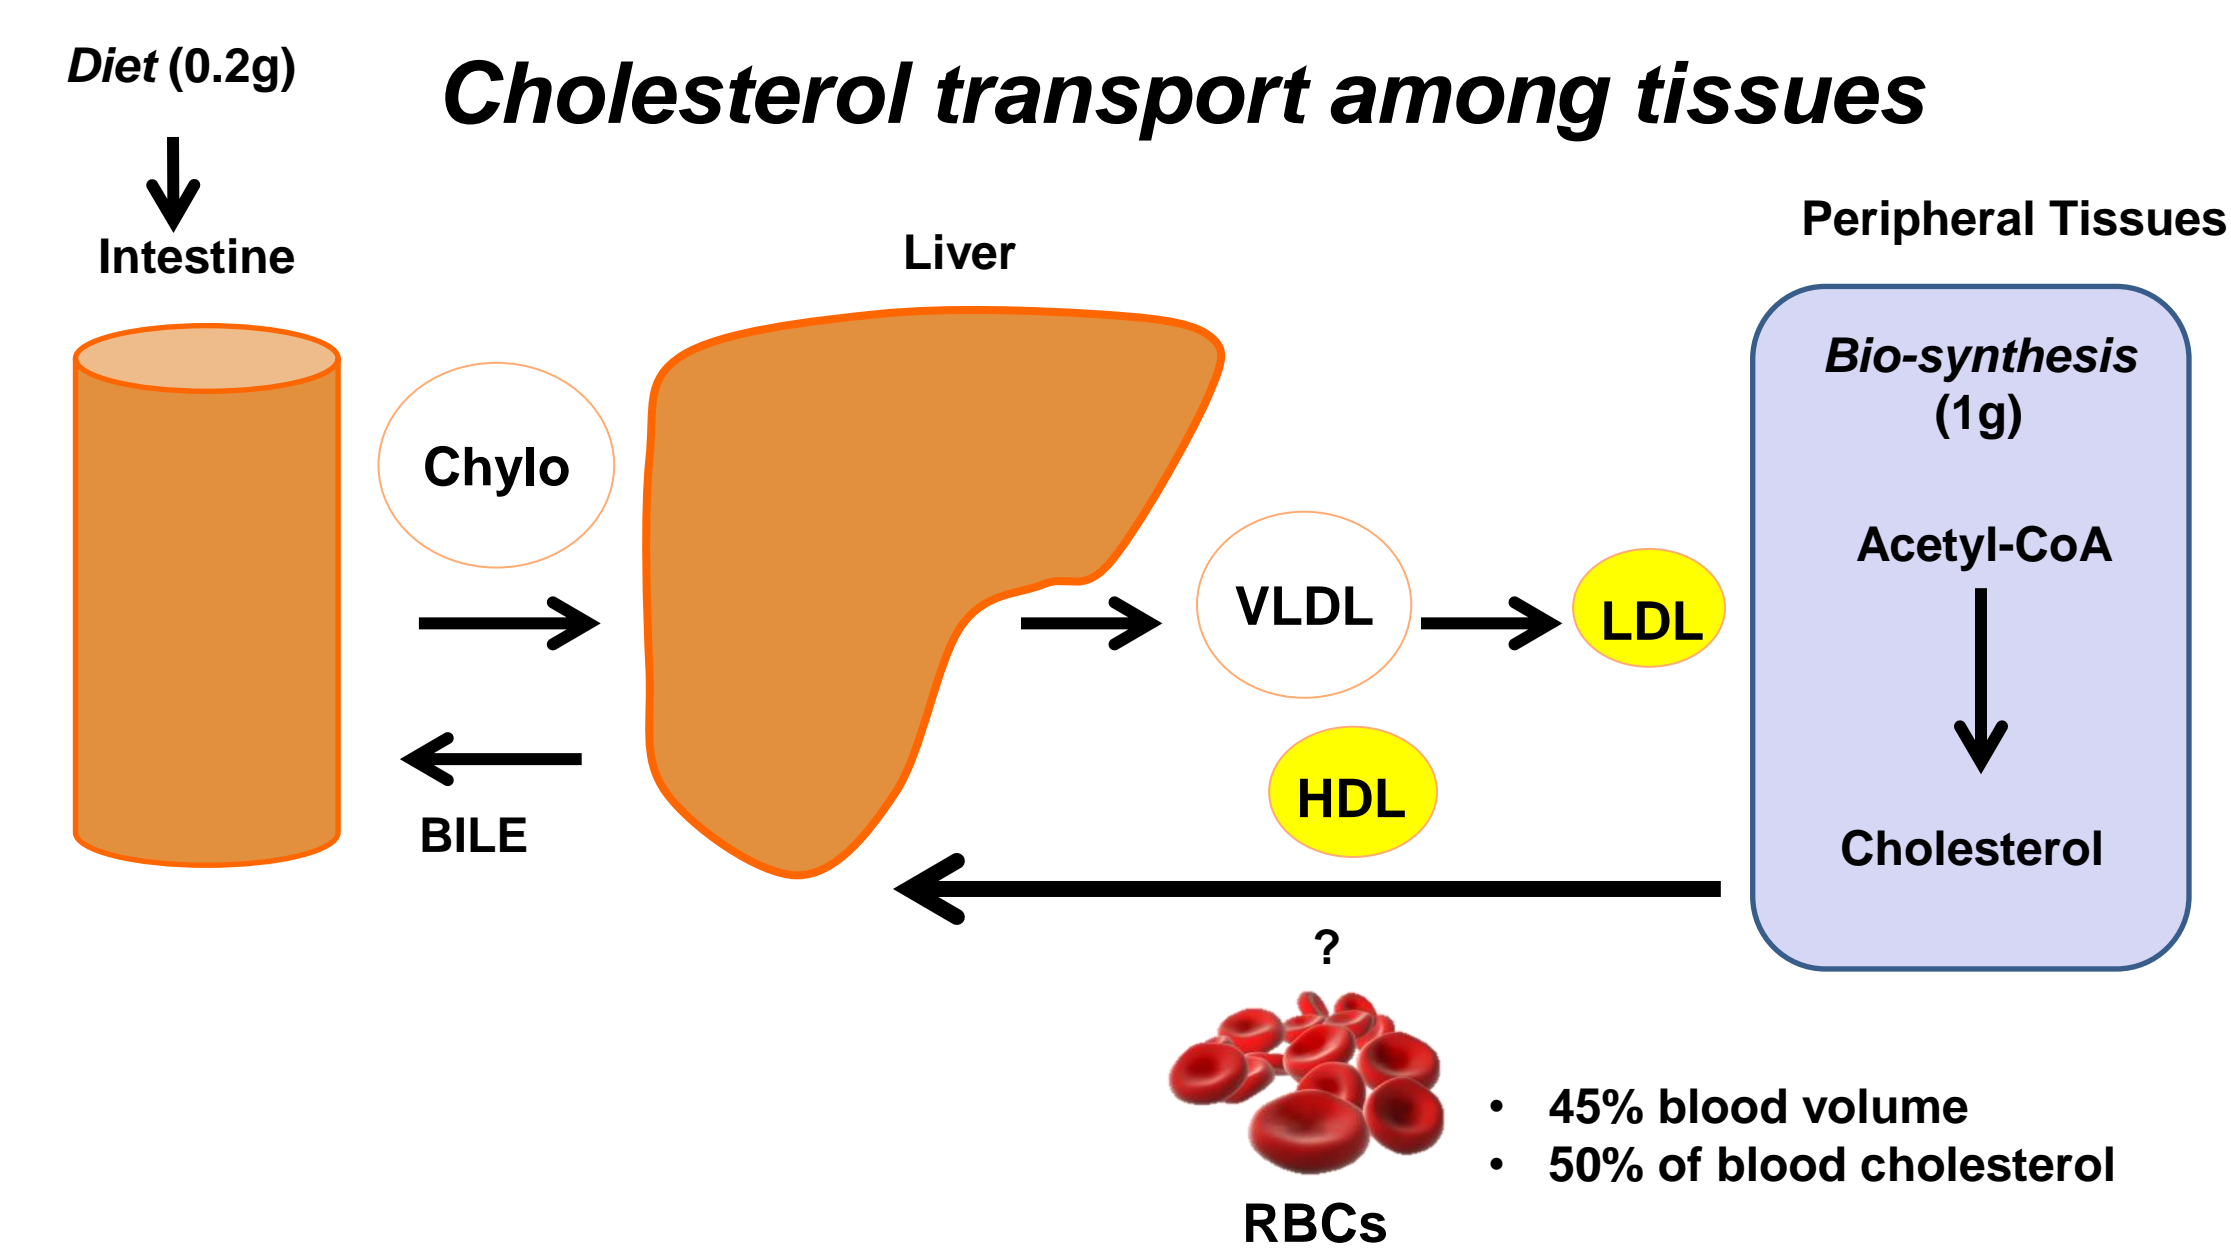 Diet (0.2g)
Cholesterol transport among tissues
Intestine
Liver
Peripheral Tissues
Chylo
BILE
VLDL
LDL
HDL
Bio-synthesis
(1g)
Acetyl-CoA
Cholesterol
?
RBCs
• 45% blood volume
• 50% of blood cholesterol